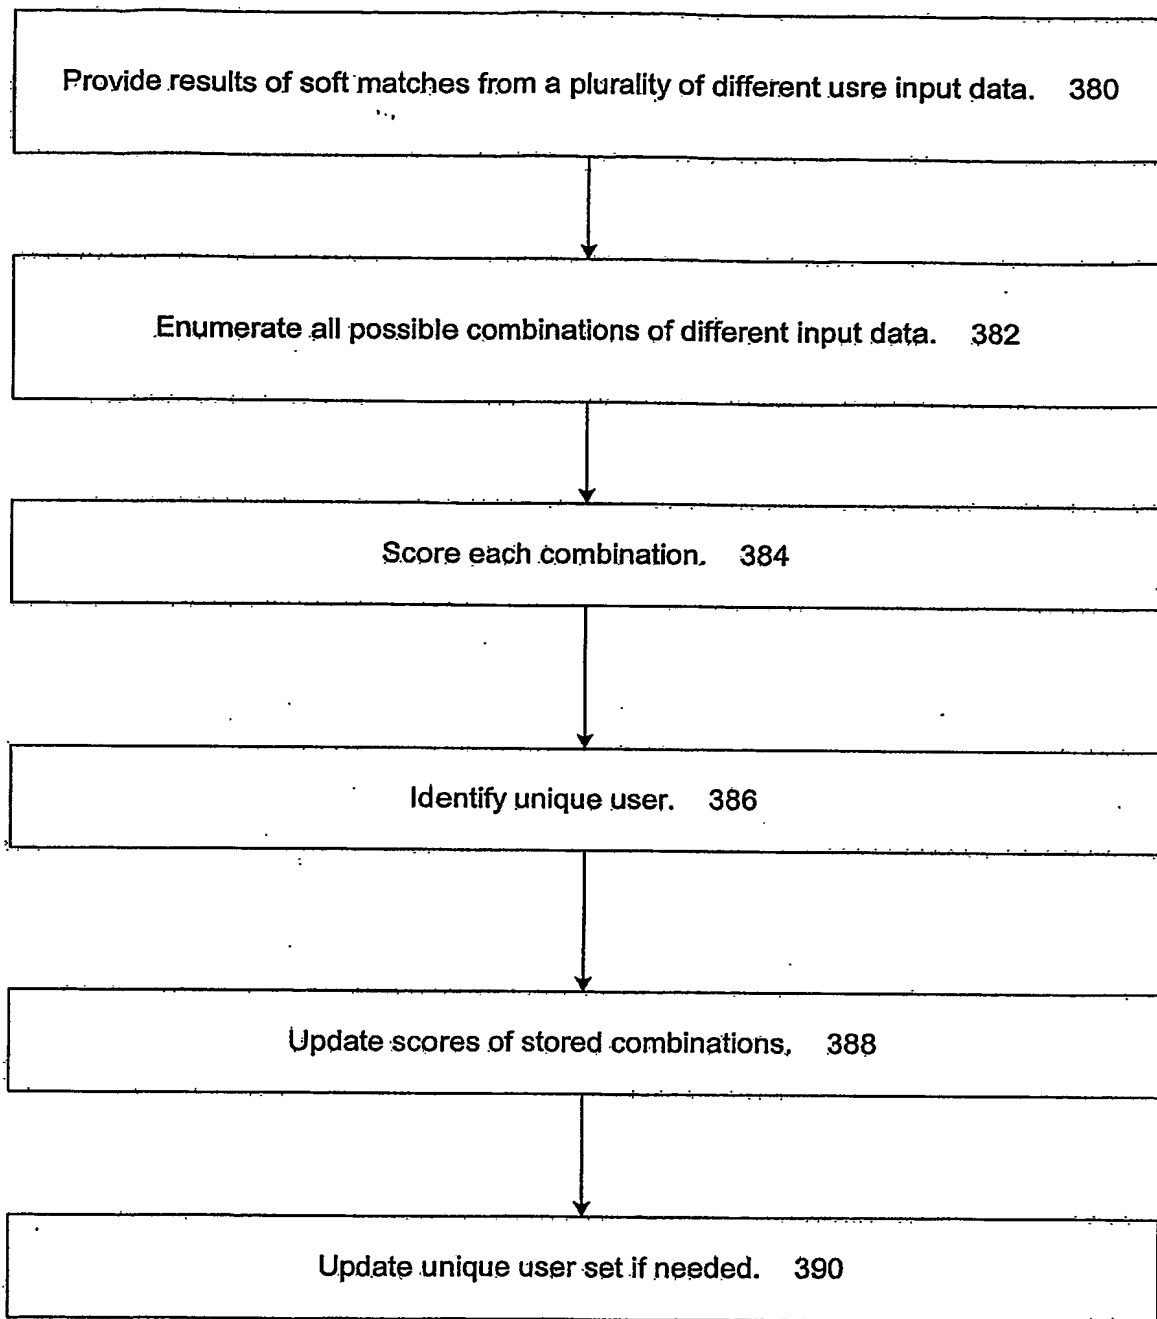 Provide results of soft matches from a plurality of different usre input data. 380
Enumerate all possible combinations of different input data. 382
Score each combination. 384
Identify unique user. 386
Update scores of stored combinations. 388
Update unique user set if needed. 390